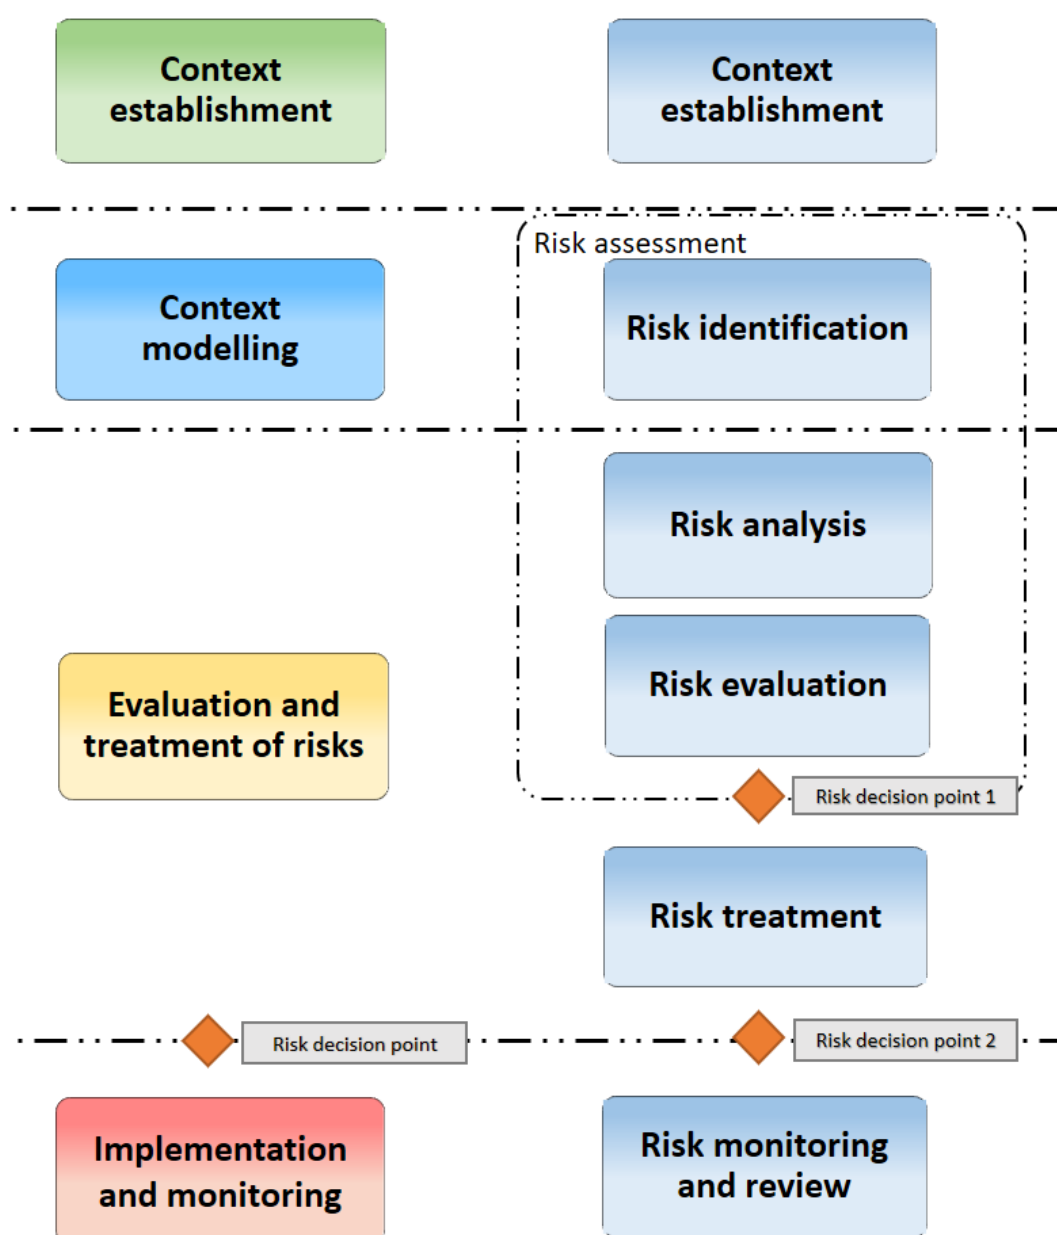 Context
establishment
Context
establishment
Risk assessment
Context
modelling
Risk identification
Risk analysis
Evaluation and
treatment of risks
Risk evaluation
Risk decision point 1
Risk treatment
Risk decision point
Risk decision point 2
Implementation
and monitoring
Risk monitoring
and review